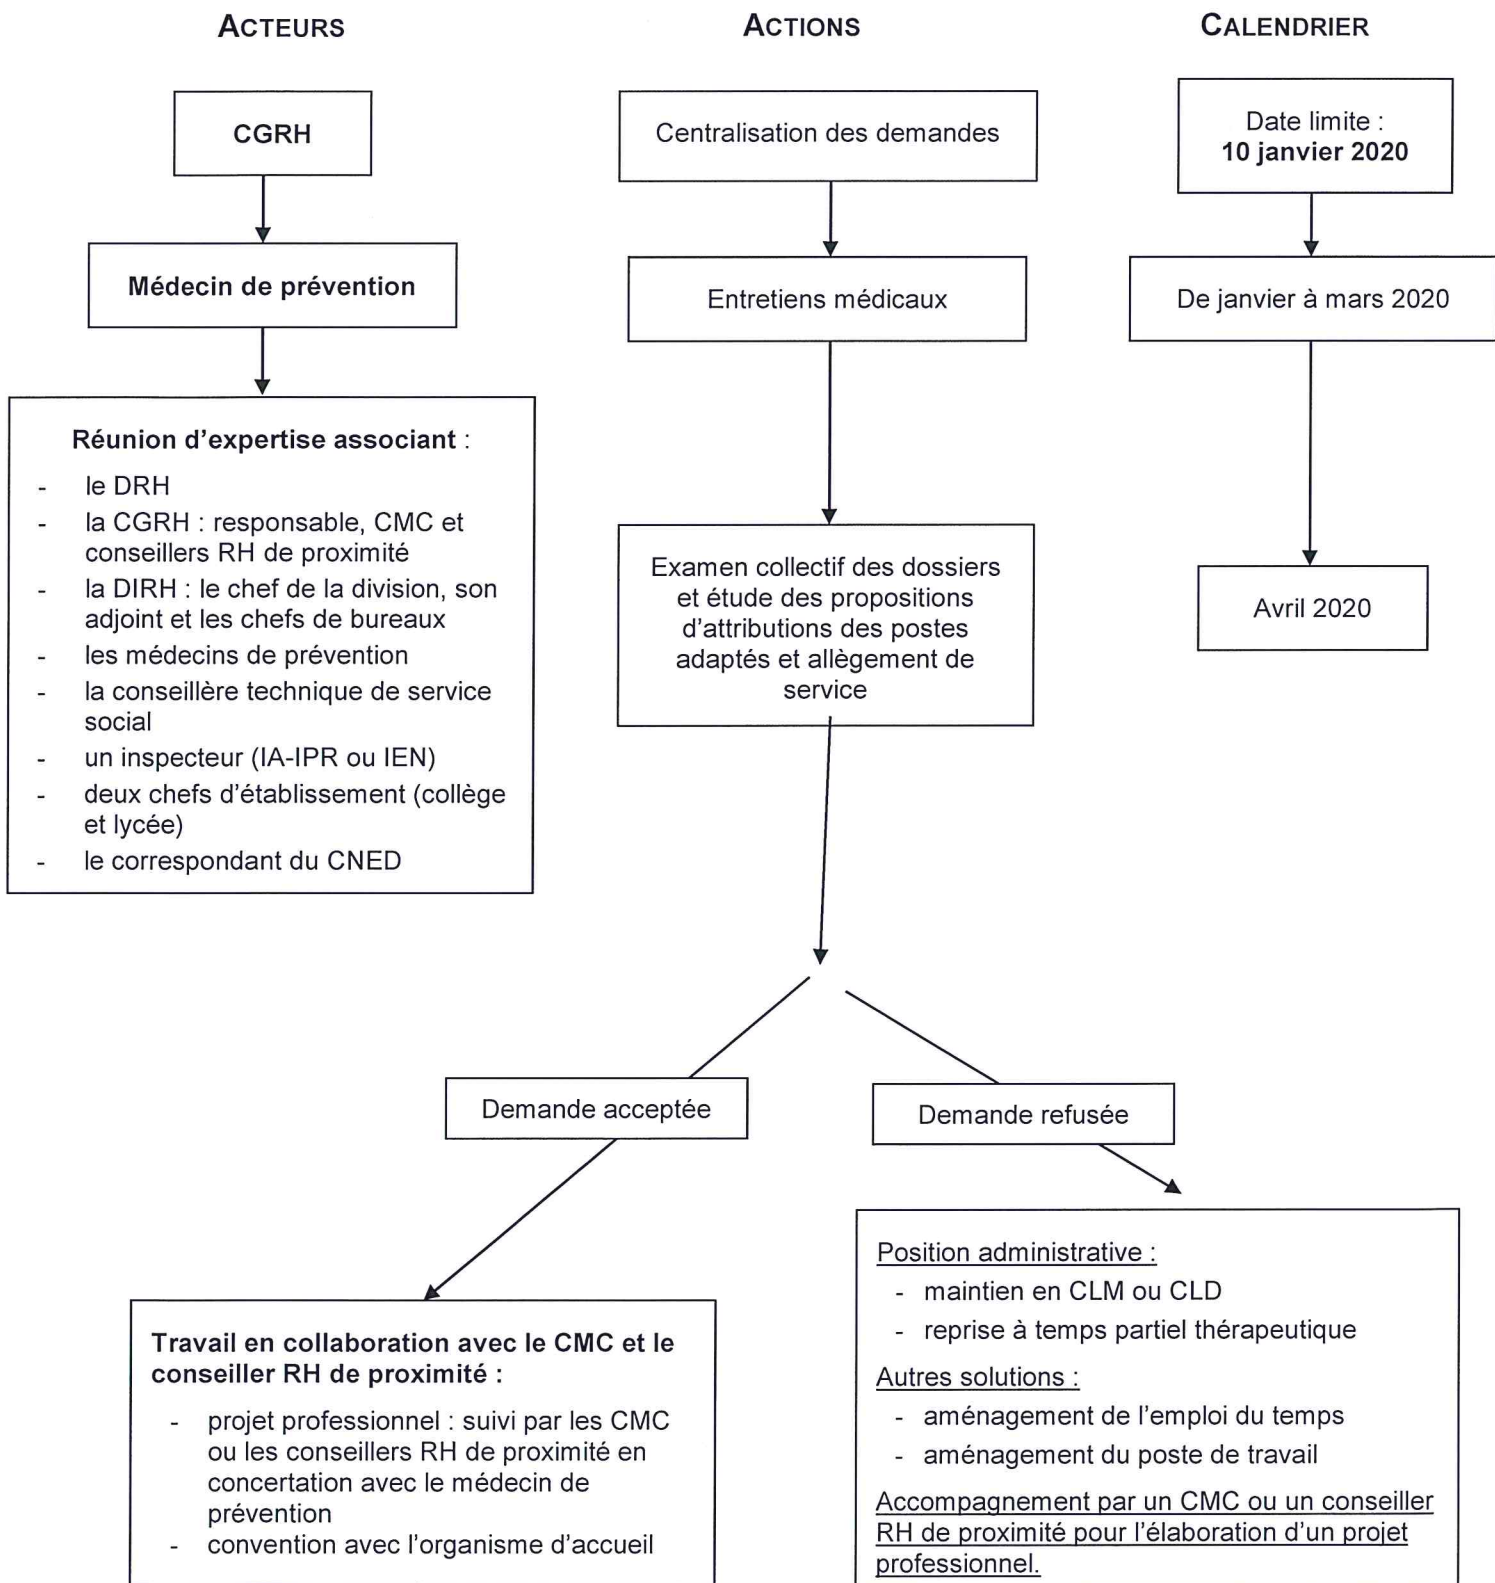 ACTEURS
ACTIONS
CALENDRIER
CGRH
Centralisation des demandes
Date limite :
10 janvier 2020
Médecin de prévention
Entretiens médicaux
De janvier à mars 2020
Réunion d'expertise associant :
- le DRH
- la CGRH : responsable, CMC et
conseillers RH de proximité
- la DIRH : le chef de la division, son
adjoint et les chefs de bureaux
- les médecins de prévention
- la conseillère technique de service
social
- un inspecteur (IA-IPR ou IEN)
- deux chefs d'établissement (collège
et lycée)
- le correspondant du CNED
Examen collectif des dossiers
et étude des propositions
d'attributions des postes
adaptés et allègement de
service
Avril 2020
Demande acceptée
Demande refusée
Travail en collaboration avec le CMC et le
conseiller RH de proximité :
- projet professionnel : suivi par les CMC
ou les conseillers RH de proximité en
concertation avec le médecin de
prévention
- convention avec l'organisme d'accueil
Position administrative :
- maintien en CLM ou CLD
- reprise à temps partiel thérapeutique
Autres solutions :
- aménagement de l'emploi du temps
- aménagement du poste de travail
Accompagnement par un CMC ou un conseiller
RH de proximité pour l'élaboration d'un projet
professionnel.